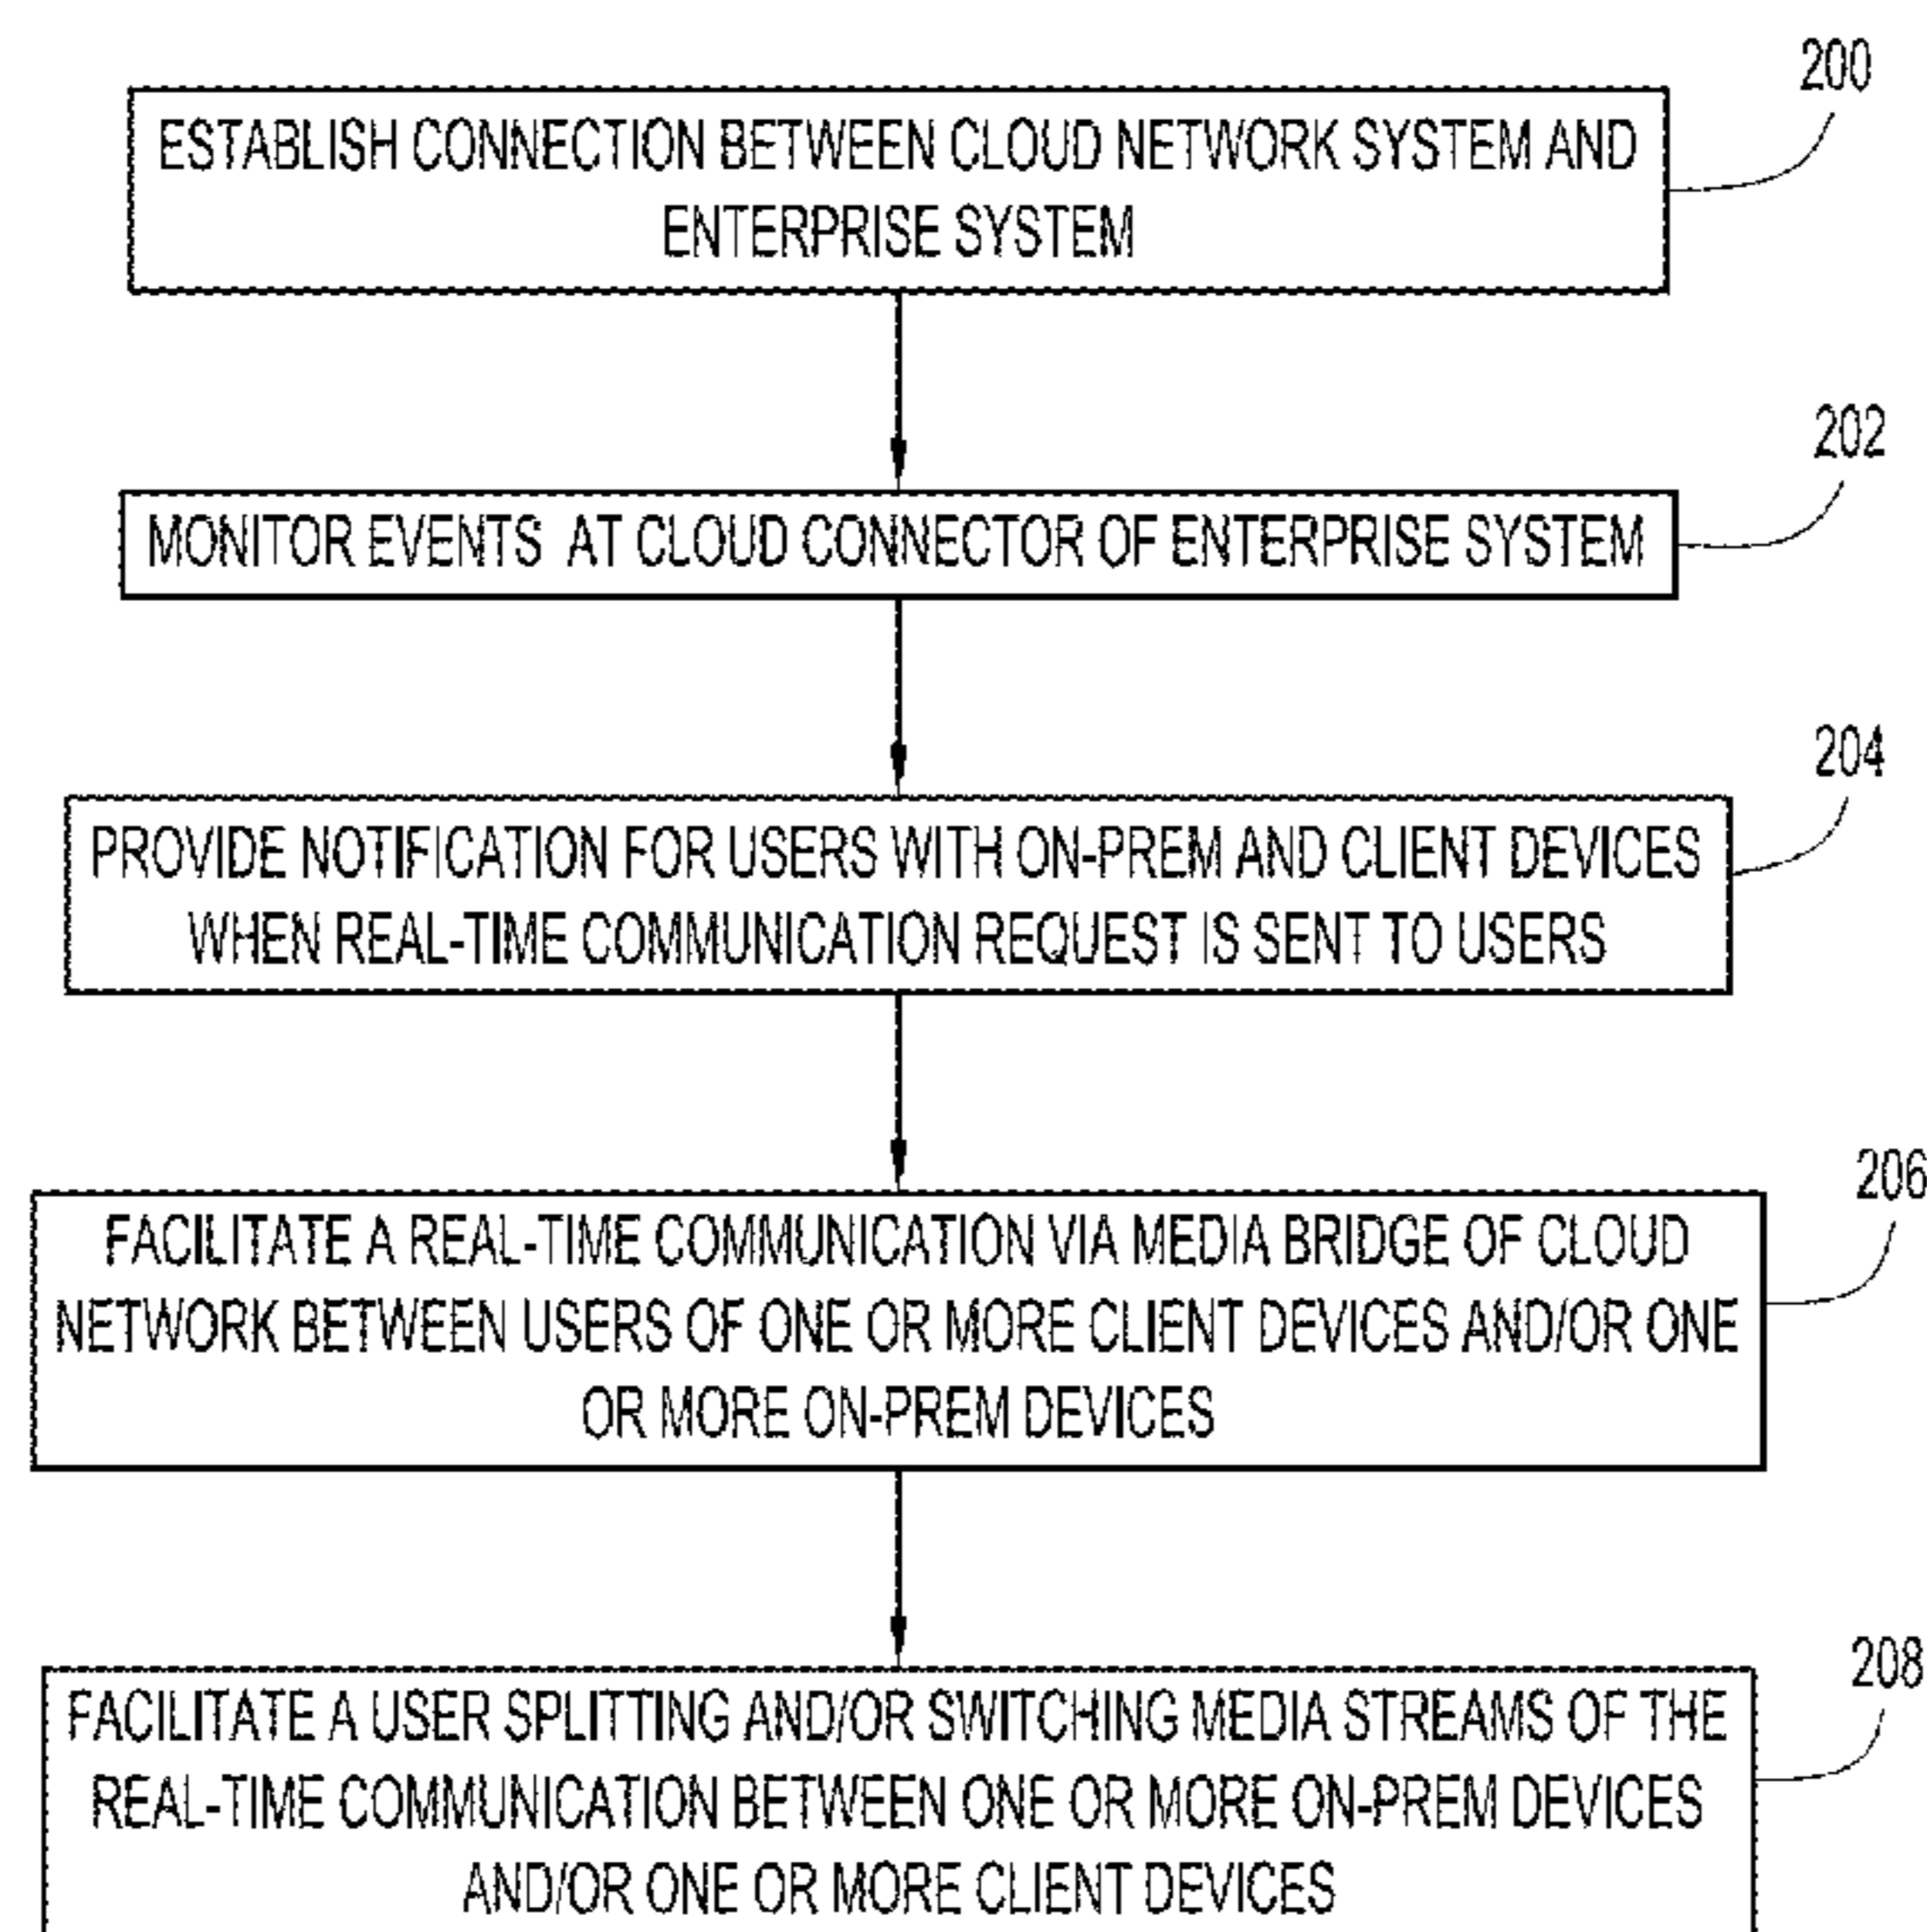 200
ESTABLISH CONNECTION BETWEEN CLOUD NETWORK SYSTEM AND
ENTERPRISE SYSTEM
202
MONITOR EVENTS AT CLOUD CONNECTOR OF ENTERPRISE SYSTEM
204
PROVIDE NOTIFICATION FOR USERS WITH ON-PREM AND CLIENT DEVICES
WHEN REAL-TIME COMMUNICATION REQUEST IS SENT TO USERS
206
FACILITATE A REAL-TIME COMMUNICATION VIA MEDIA BRIDGE OF CLOUD
NETWORK BETWEEN USERS OF ONE OR MORE CLIENT DEVICES AND/OR ONE
OR MORE ON-PREM DEVICES
208
FACILITATE A USER SPLITTING AND/OR SWITCHING MEDIA STREAMS OF THE
REAL-TIME COMMUNICATION BETWEEN ONE OR MORE ON-PREM DEVICES
AND/OR ONE OR MORE CLIENT DEVICES